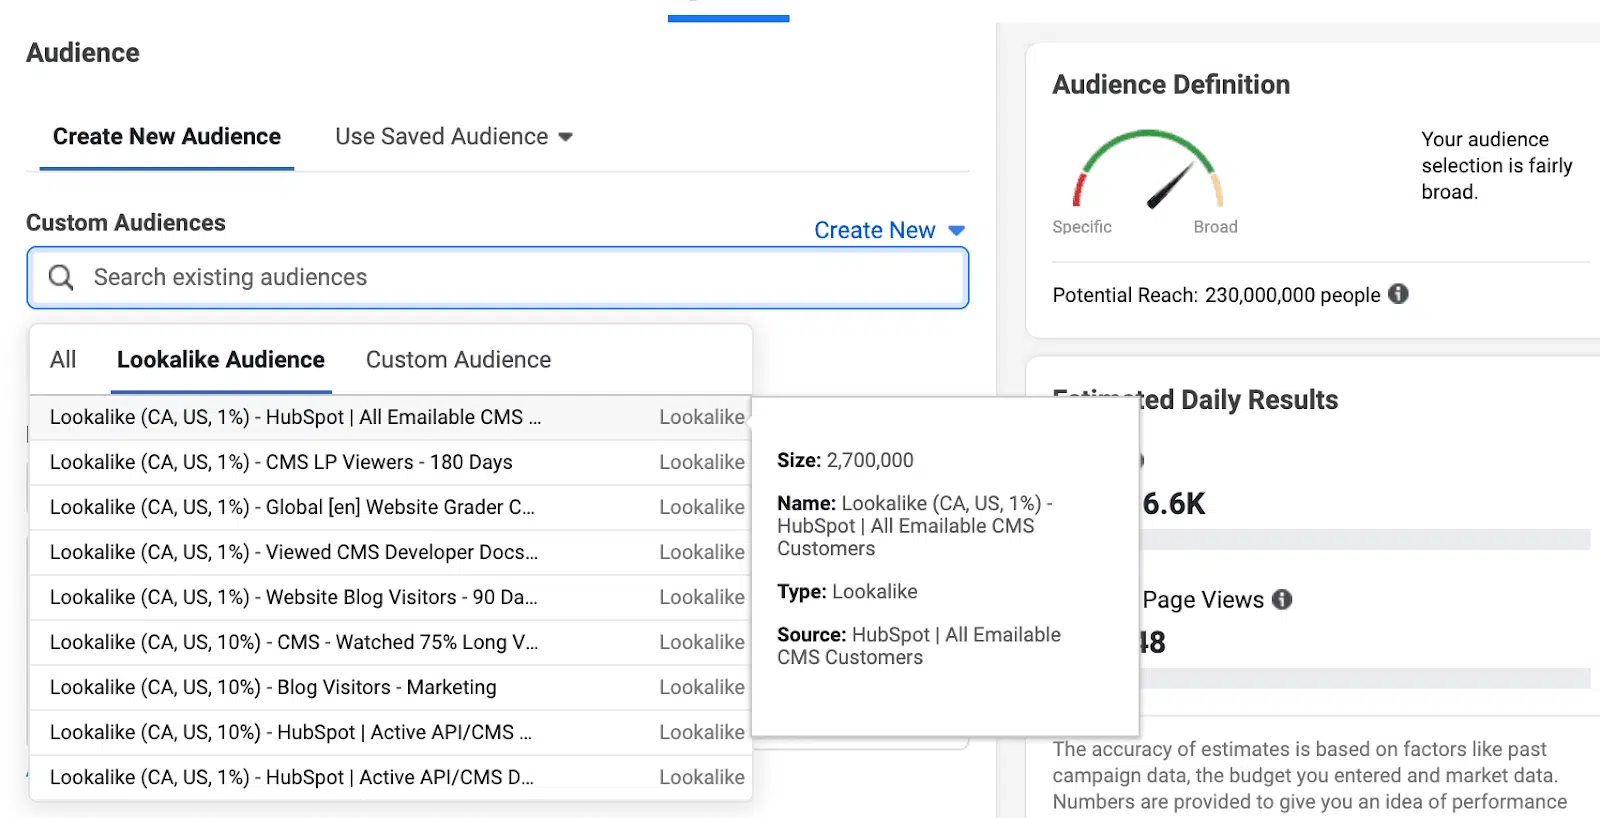 Audience
Create New Audience
Use Saved Audience
Custom Audiences
Create New
Search existing audiences
All
Lookalike Audience
Custom Audience
Lookalike (CA, US, 1%) - HubSpot | All Emailable CMS ... Lookalike
Lookalike (CA, US, 1%) - CMS LP Viewers - 180 Days Lookalike
Lookalike (CA, US, 1%) - Global [en] Website Grader C... Lookalike
Lookalike (CA, US, 1%) - Viewed CMS Developer Docs... Lookalike
Lookalike (CA, US, 1%) - Website Blog Visitors - 90 Da... Lookalike
Lookalike (CA, US, 10%) - CMS - Watched 75% Long V... Lookalike
Lookalike (CA, US, 10%) - Blog Visitors - Marketing Lookalike
Lookalike (CA, US, 10%) - HubSpot | Active API/CMS ... Lookalike
Lookalike (CA, US, 1%) - HubSpot | Active API/CMS D... Lookalike
Size: 2,700,000
Name: Lookalike (CA, US, 1%) -
HubSpot | All Emailable CMS
Customers
Type: Lookalike
Source: HubSpot | All Emailable
CMS Customers
Audience Definition
Specific
Broad
Your audience
selection is fairly
broad.
Potential Reach: 230,000,000 people
Estimated Daily Results
6.6K
Page Views
48
The accuracy of estimates is based on factors like past
campaign data, the budget you entered and market data.
Numbers are provided to give you an idea of performance